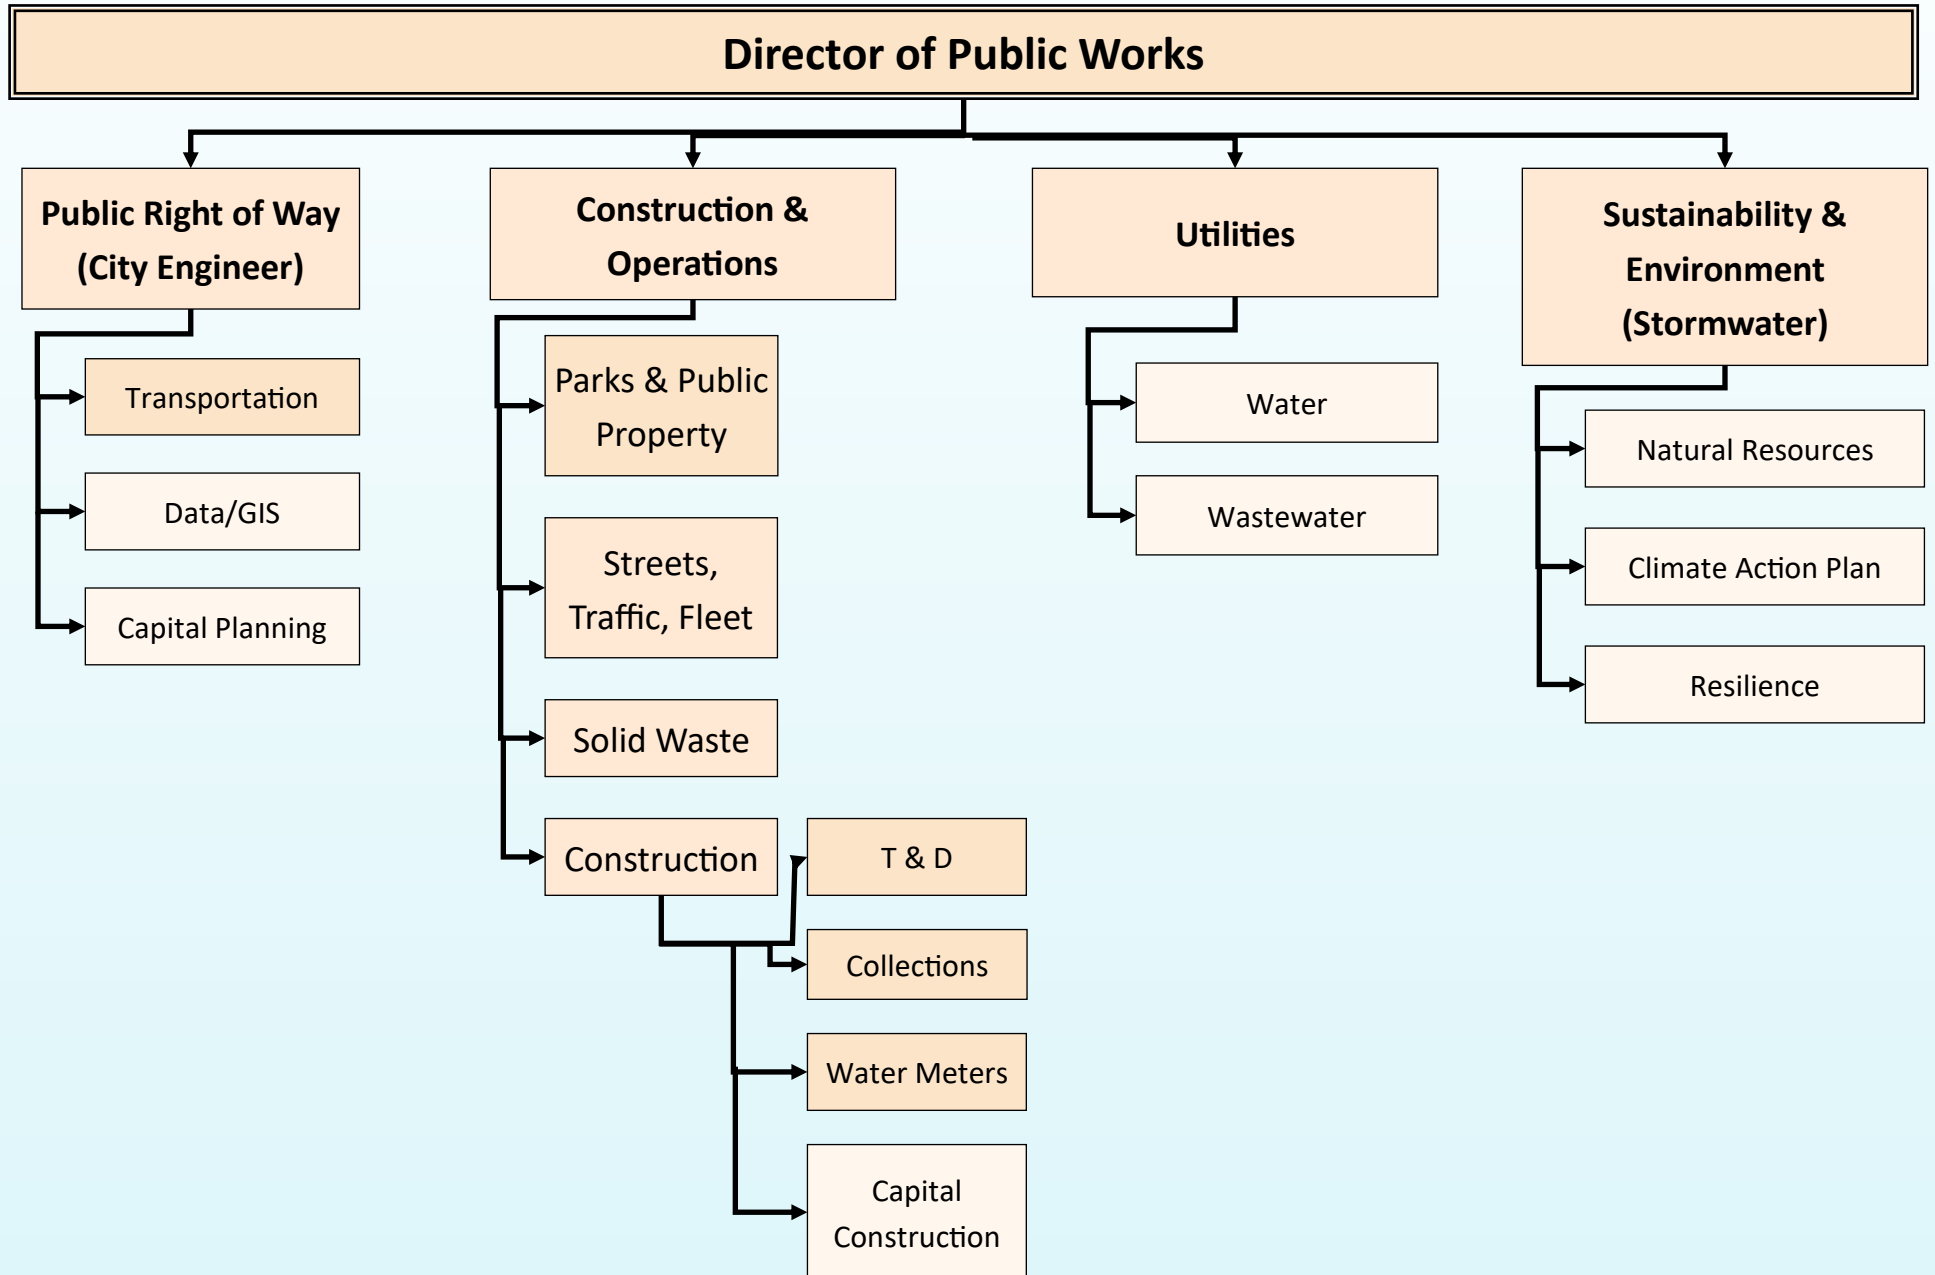 Director of Public Works
Public Right of Way
(City Engineer)
Transportation
Data/GIS
Capital Planning
Construction &
Operations
Parks & Public
Property
Streets,
Traffic, Fleet
Solid Waste
Construction
T & D
Collections
Water Meters
Capital
Construction
Utilities
Water
Wastewater
Sustainability &
Environment
(Stormwater)
Natural Resources
Climate Action Plan
Resilience